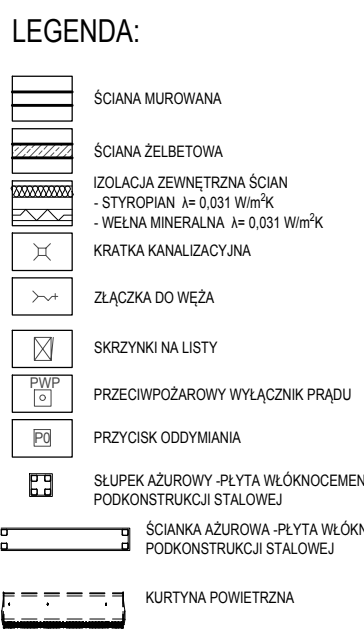 LEGENDA:
ŚCIANA MUROWANA
ŚCIANA ŻELBETOWA
IZOLACJA ZEWNĘTRZNA ŚCIAN
- STYROPIAN λ= 0,031 W/m²K
- WEŁNA MINERALNA λ= 0,031 W/m²K
KRATKA KANALIZACYJNA
ZŁĄCZKA DO WĘŻA
SKRZYNKI NA LISTY
PWP
PRZECIWPOŻAROWY WYŁĄCZNIK PRĄDU
PO
PRZYCISK ODDYMIANIA
SŁUPEK AŻUROWY -PŁYTA WŁÓKNOCEMEN
PODKONSTRUKCJI STALOWEJ
ŚCIANKA AŻUROWA -PŁYTA WŁÓKN
PODKONSTRUKCJI STALOWEJ
KURTYNA POWIETRZNA